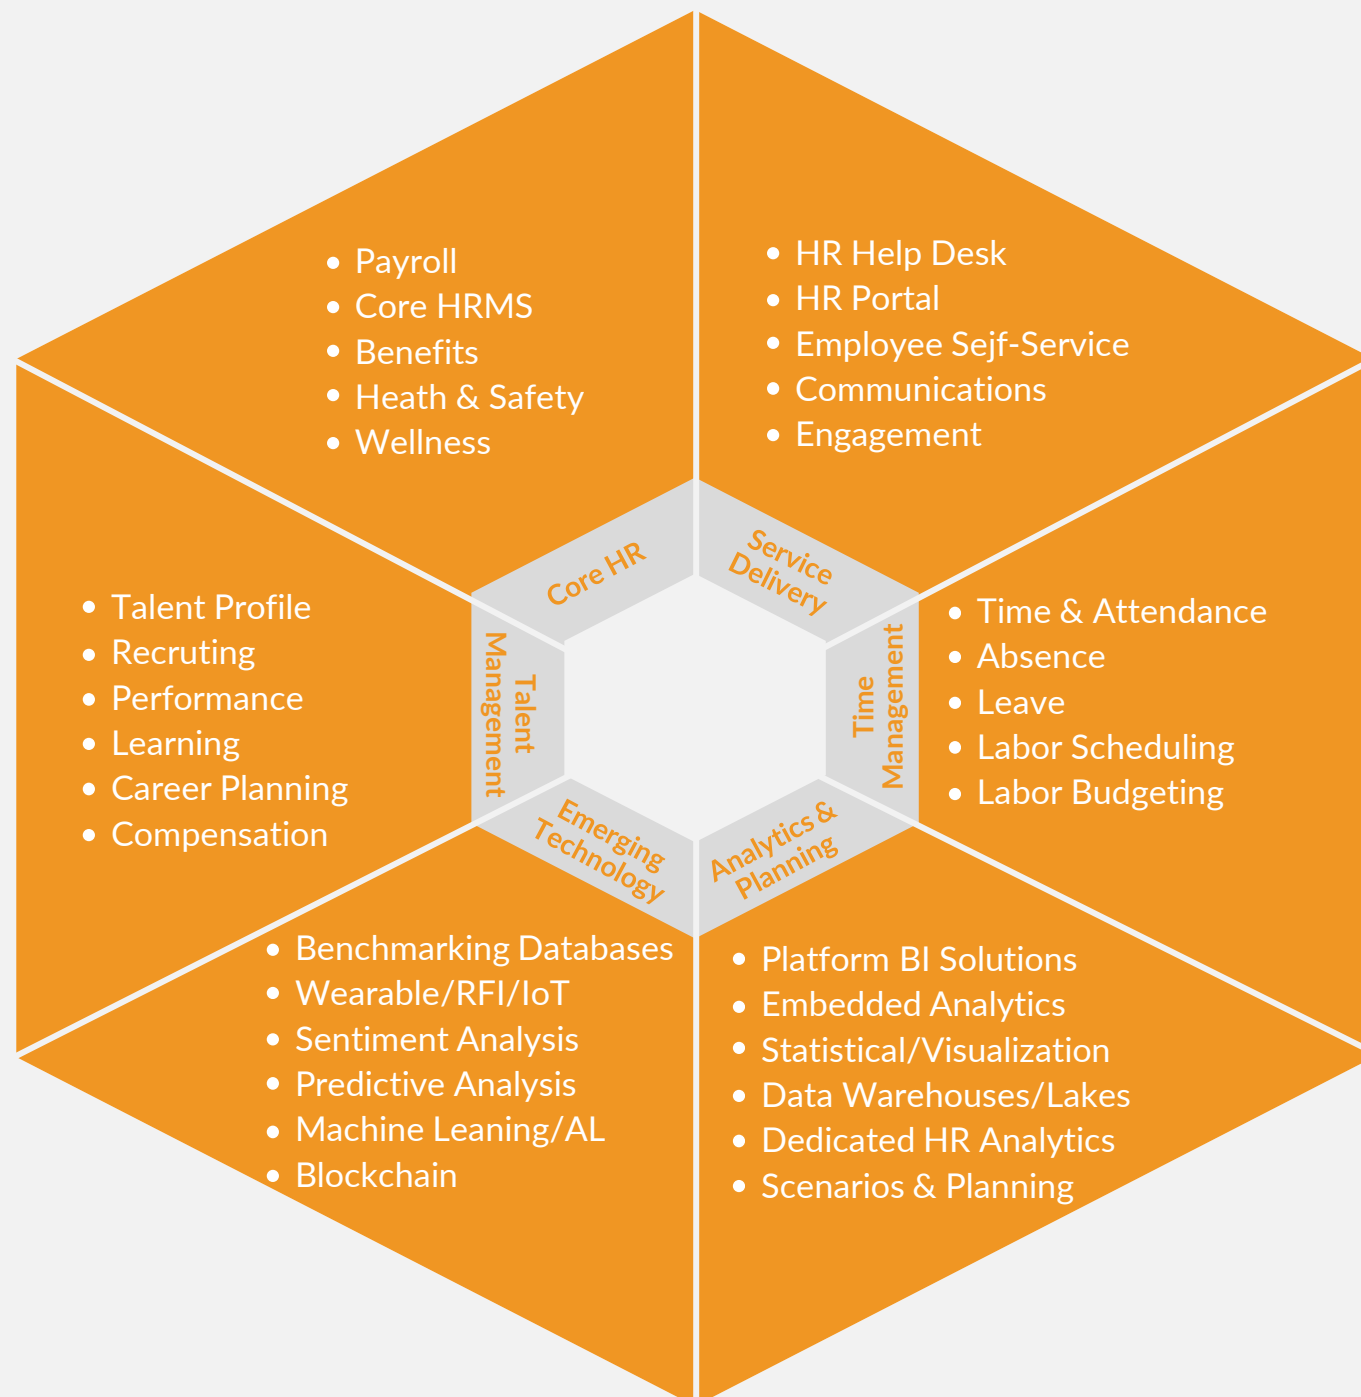 Payroll
Core HRMS
Benefits
Heath & Safety
Wellness
HR Help Desk
HR Portal
Employee Sejf-Service
Communications
Engagement
Core HR
Service
Delivery
Talent
Management
Time
Management
Emerging
Technology
Analytics &
Planning
Talent Profile
Recruting
Performance
Learning
Career Planning
Compensation
Time & Attendance
Absence
Leave
Labor Scheduling
Labor Budgeting
Benchmarking Databases
Wearable/RFI/IoT
Sentiment Analysis
Predictive Analysis
Machine Leaning/AL
Blockchain
Platform BI Solutions
Embedded Analytics
Statistical/Visualization
Data Warehouses/Lakes
Dedicated HR Analytics
Scenarios & Planning